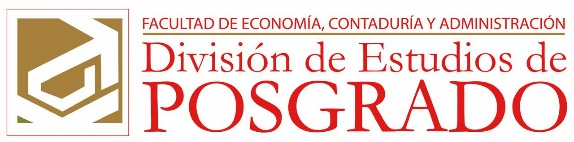 FACULTAD DE ECONOMÍA, CONTADURÍA Y ADMINISTRACIÓN
División de Estudios de
POSGRADO